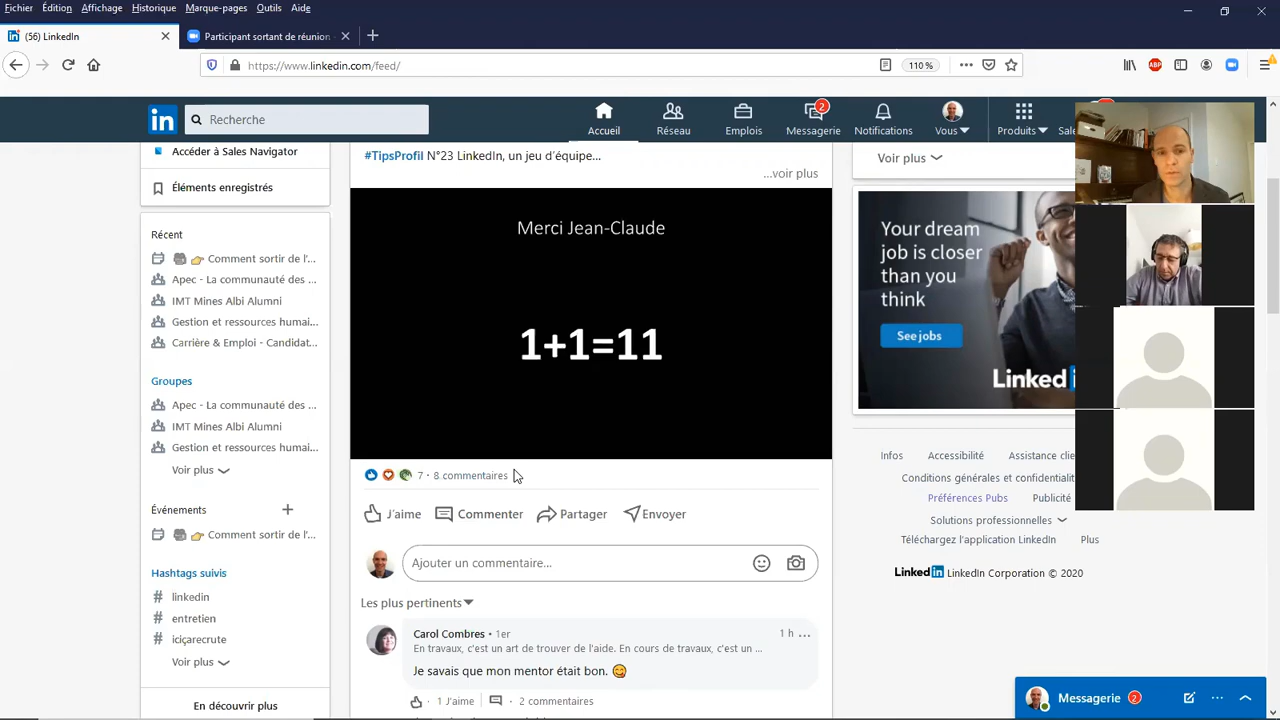 Fichier Édition Affichage Historique Marque-pages Outils Aide
(56) LinkedIn
Participant sortant de réunion
https://www.linkedin.com/feed/
110 %
ABP
in
Recherche
Accueil
Réseau
Emplois
2
Messagerie
Notifications
Vous
Produits
Sale
Accéder à Sales Navigator
Éléments enregistrés
Récent
Comment sortir de l'...
Apec - La communauté des ...
IMT Mines Albi Alumni
Gestion et ressources humai...
Carrière & Emploi - Candidat...
Groupes
Apec - La communauté des ...
IMT Mines Albi Alumni
Gestion et ressources humai...
Voir plus
Événements
Comment sortir de l'...
Hashtags suivis
# linkedin
# entretien
# iciçarecrute
Voir plus
En découvrir plus
#TipsProfil N°23 LinkedIn, un jeu d'équipe...
...voir plus
Merci Jean-Claude
1+1=11
7 · 8 commentaires
J'aime
Commenter
Partager
Envoyer
Ajouter un commentaire...
Les plus pertinents
Carol Combres • 1er
1 h ...
En travaux, c'est un art de trouver de l'aide. En cours de travaux, c'est un ...
Je savais que mon mentor était bon.
1 J'aime
2 commentaires
Voir plus
Your dream
job is closer
than you
think
See jobs
Linked
Infos
Accessibilité
Assistance clie
Conditions générales et confidentialit
Préférences Pubs
Publicité
Solutions professionnelles
Téléchargez l'application LinkedIn
Plus
Linkedin LinkedIn Corporation © 2020
Messagerie 2